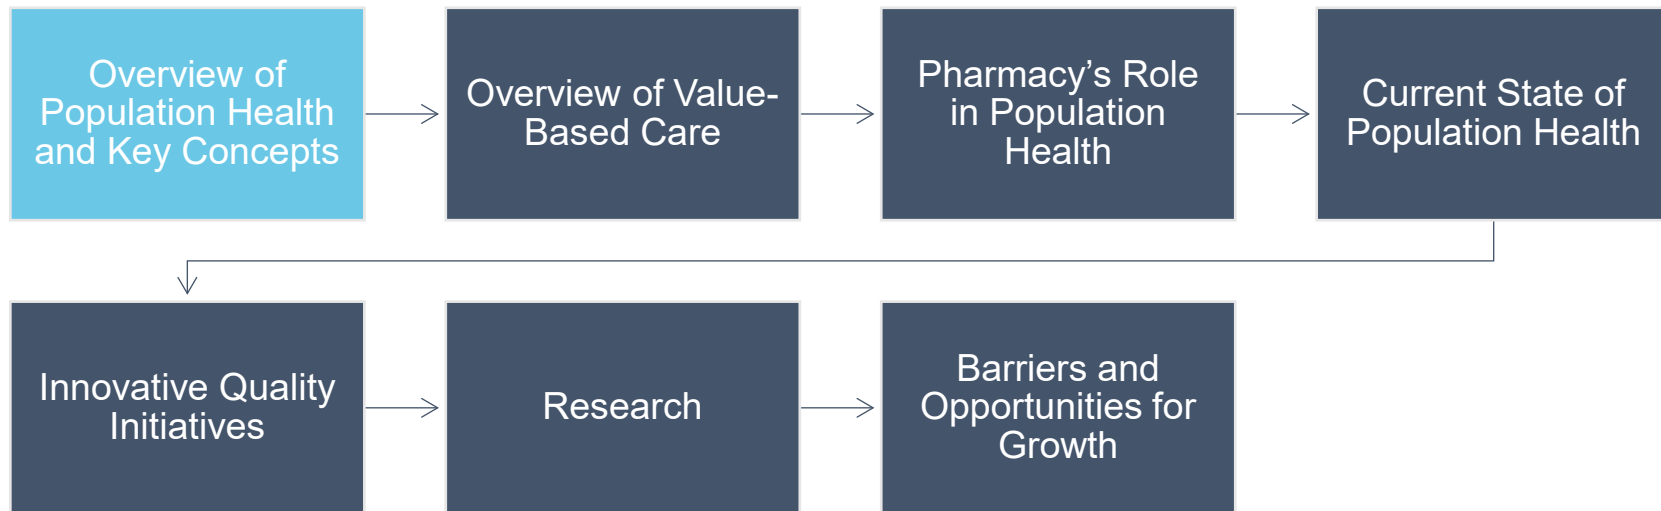 Overview of
Population Health
and Key Concepts
Overview of Value-
Based Care
Pharmacy’s Role
in Population
Health
Current State of
Population Health
Innovative Quality
Initiatives
Research
Barriers and
Opportunities for
Growth